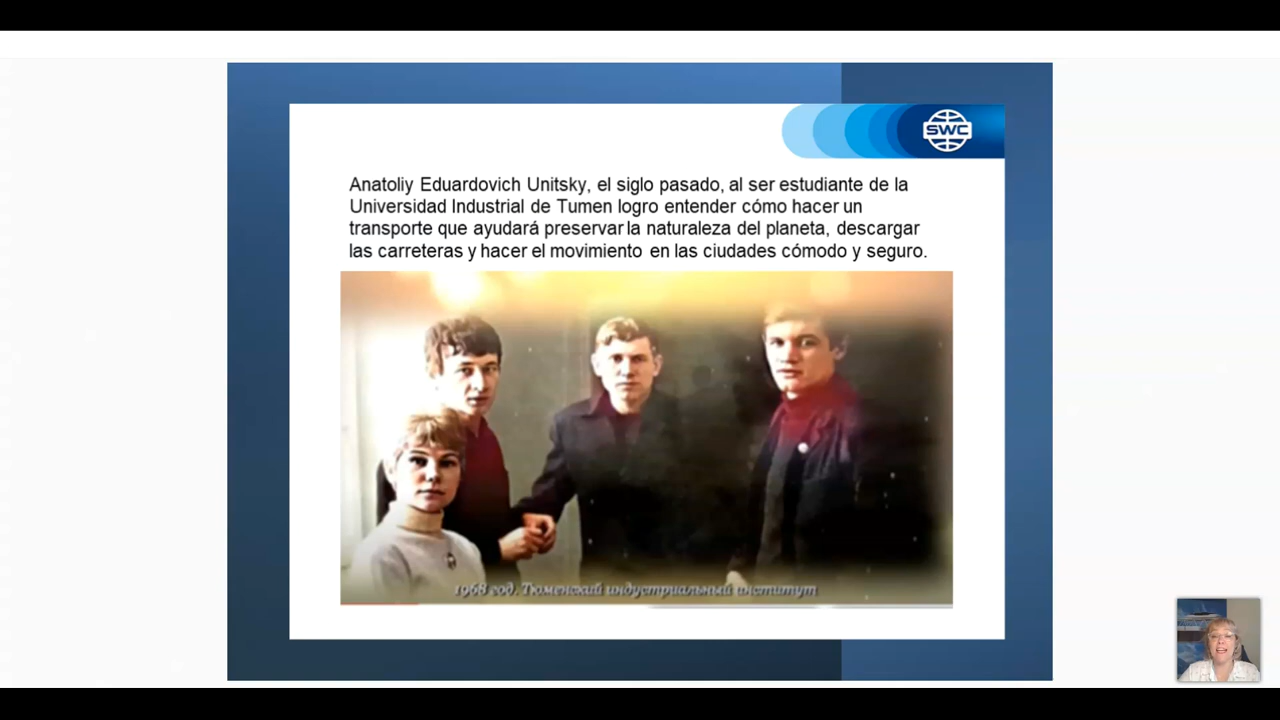 SWC
Anatoliy Eduardovich Unitsky, el siglo pasado, al ser estudiante de la
Universidad Industrial de Tumen logro entender cómo hacer un
transporte que ayudará preservar la naturaleza del planeta, descargar
las carreteras y hacer el movimiento en las ciudades cómodo y seguro.
1968 год. Тюменский индустриальный институт